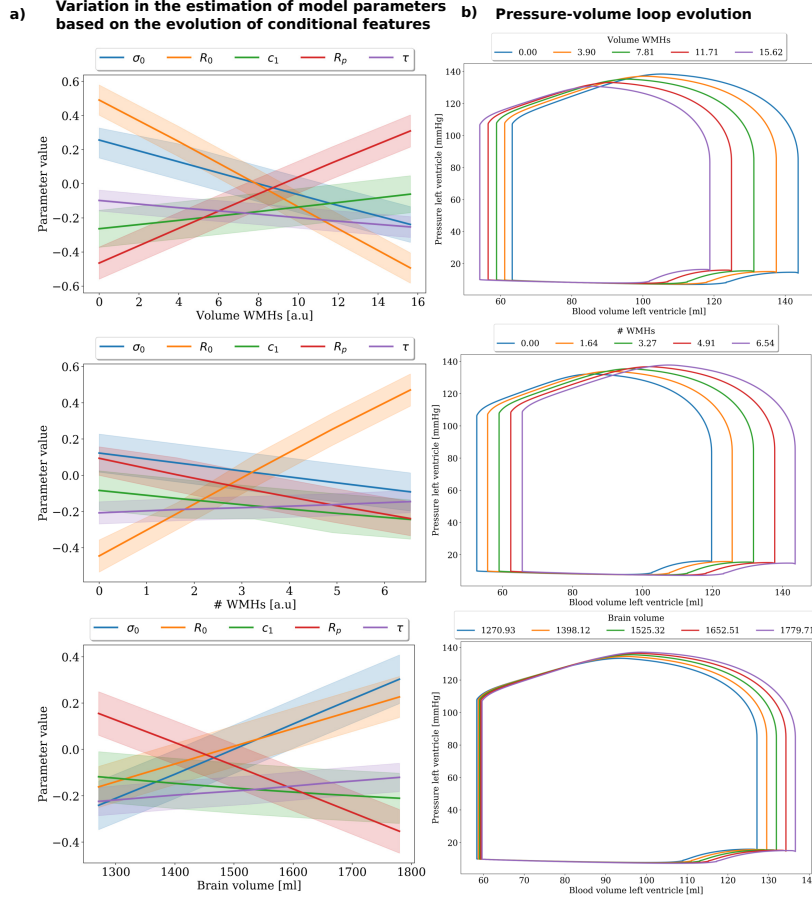 a)
Variation in the estimation of model parameters
based on the evolution of conditional features
σ0 R0 c1 Rp τ
0.6
0.4
0.2
0.0
−0.2
−0.4
−0.6
Parameter value
0 2 4 6 8 10 12 14 16
Volume WMHs [a.u]
σ0 R0 c1 Rp τ
0.6
0.4
0.2
0.0
−0.2
−0.4
Parameter value
0 1 2 3 4 5 6
# WMHs [a.u]
σ0 R0 c1 Rp τ
0.4
0.2
0.0
−0.2
−0.4
Parameter value
1300 1400 1500 1600 1700 1800
Brain volume [ml]
b)
Pressure-volume loop evolution
Volume WMHs
0.00 3.90 7.81 11.71 15.62
140
120
100
80
60
40
20
Pressure left ventricle [mmHg]
60 80 100 120 140
Blood volume left ventricle [ml]
# WMHs
0.00 1.64 3.27 4.91 6.54
140
120
100
80
60
40
20
Pressure left ventricle [mmHg]
60 80 100 120 140
Blood volume left ventricle [ml]
Brain volume
1270.93 1398.12 1525.32 1652.51 1779.71
140
120
100
80
60
40
20
Pressure left ventricle [mmHg]
60 70 80 90 100 110 120 130
Blood volume left ventricle [ml]